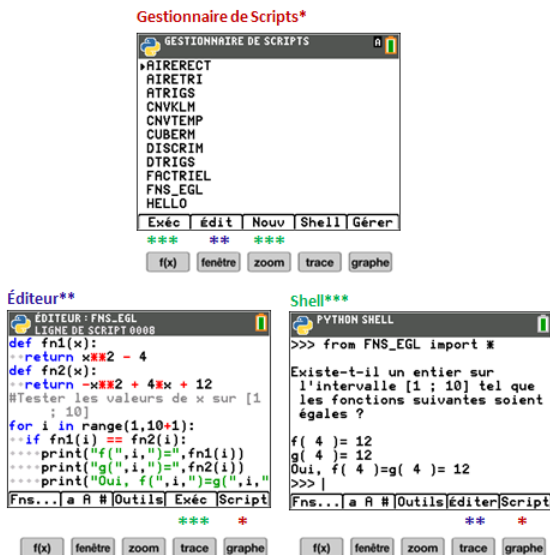 Gestionnaire de Scripts*
GESTIONNAIRE DE SCRIPTS A
AIRERECT
AIRETRI
ATRIGS
CNVKLM
CNVTEMP
CUBERM
DISCRIM
DTRIGS
FACTRIEL
FNS_EGL
HELLO
Exéc édit Nouv Shell Gérer
*** ** ***
f(x) fenêtre zoom trace graphe
Éditeur**
ÉDITEUR : FNS_EGL
LIGNE DE SCRIPT 0008
def fn1(x):
··return x**2 - 4
def fn2(x):
··return -x**2 + 4*x + 12
#Tester les valeurs de x sur [1
; 10]
for i in range(1,10+1):
··if fn1(i) == fn2(i):
····print("f(",i,")=",fn1(i))
····print("g(",i,")=",fn2(i))
····print("Oui, f(",i,")=g(",i,"
Fns... a A # Outils Exéc Script
*** *
f(x) fenêtre zoom trace graphe
Shell***
PYTHON SHELL
>>> from FNS_EGL import *
Existe-t-il un entier sur
l'intervalle [1 ; 10] tel que
les fonctions suivantes soient
égales ?
f( 4 )= 12
g( 4 )= 12
Oui, f( 4 )=g( 4 )= 12
>>> |
Fns... a A # Outils éditer Script
** *
f(x) fenêtre zoom trace graphe